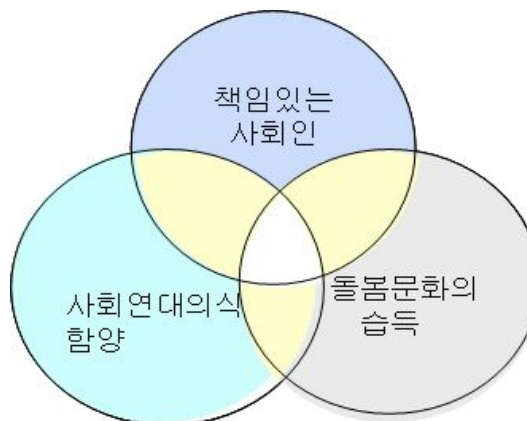 책임있는
사회인
사회연대의식
함양
돌봄문화의
습득